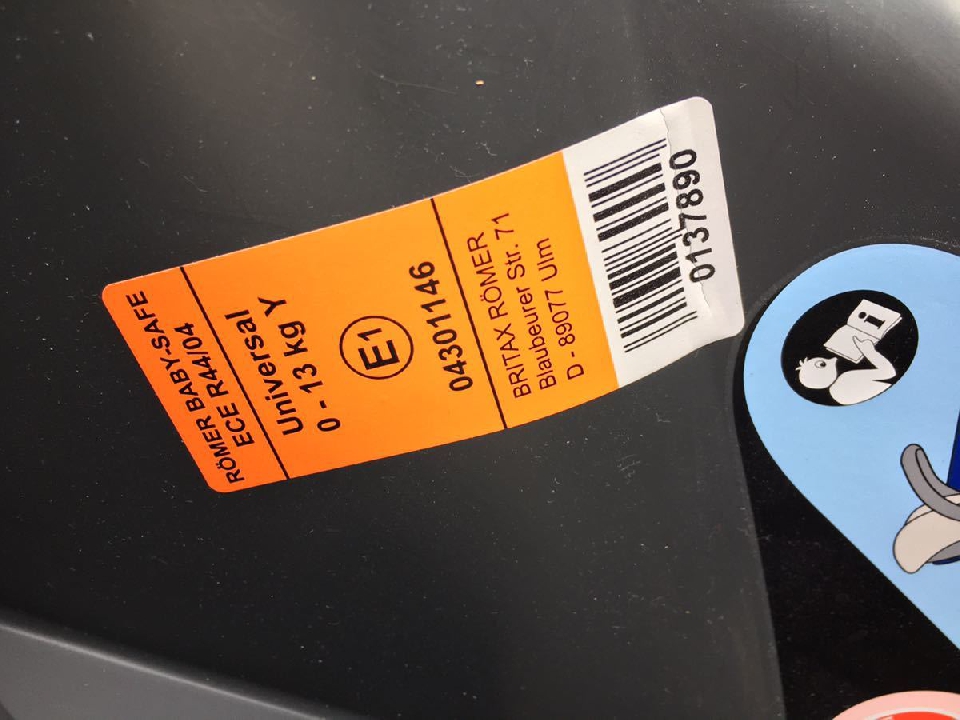 RÖMER BABY-SAFE
ECE R44/04
Universal
0 - 13 kg Y
E1
04301146
BRITAX RÖMER
Blaubeurer Str. 71
D - 89077 Ulm
0137890
i